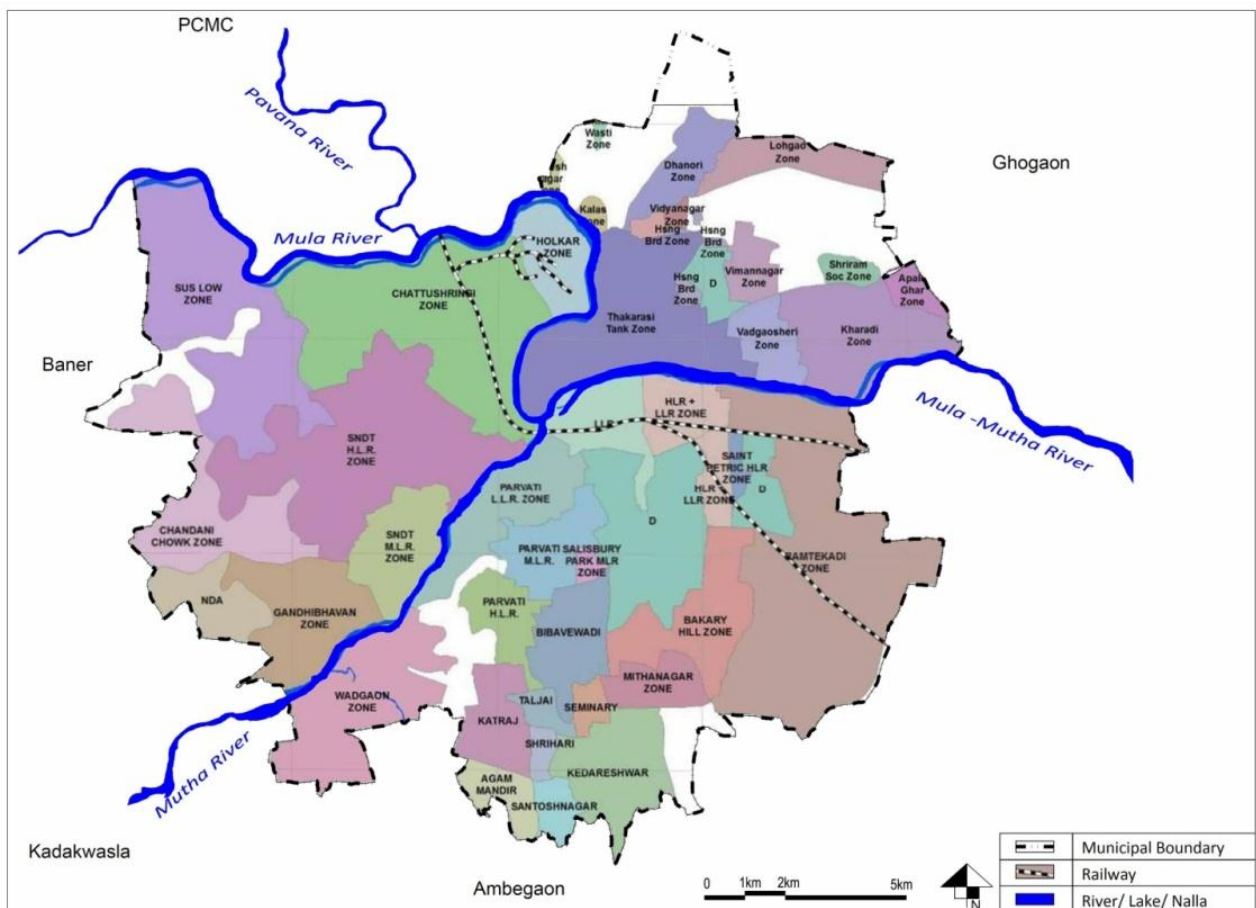 PCMC
Pavana River
Wasti
Zone
Ghogaon
Lohgao
Zone
Dhanori
Zone
Kalas
Zone
Vidyanagar
Zone
Hsng
Brd Zone
Hsng
Brd
Zone
Mula River
HOLKAR
ZONE
SUS LOW
ZONE
CHATTUSHRINGI
ZONE
Hsng
Brd
Zone
D
Vimannagar
Zone
Shriram
Soc Zone
Apale
Ghar
Zone
Thakarasi
Tank Zone
Vadgaosheri
Zone
Kharadi
Zone
Baner
Mula -Mutha River
HLR +
LLR ZONE
LLR
SNDT
H.L.R.
ZONE
SAINT
PETRIC HLR
ZONE
PARVATI
L.L.R. ZONE
HLR +
LLR ZONE
D
D
CHANDANI
CHOWK ZONE
SNDT
M.L.R.
ZONE
PARVATI
M.L.R.
SALISBURY
PARK MLR
ZONE
RAMTEKADI
ZONE
NDA
GANDHIBHAVAN
ZONE
PARVATI
H.L.R.
BIBAVEWADI
BAKARY
HILL ZONE
MITHANAGAR
ZONE
WADGAON
ZONE
TALJAI
SEMINARY
KATRAJ
SHRIHARI
KEDARESHWAR
AGAM
MANDIR
SANTOSHNAGAR
Mutha River
Kadakwasla
Ambegaon
0 1km 2km 5km
N
Municipal Boundary
Railway
River/ Lake/ Nalla